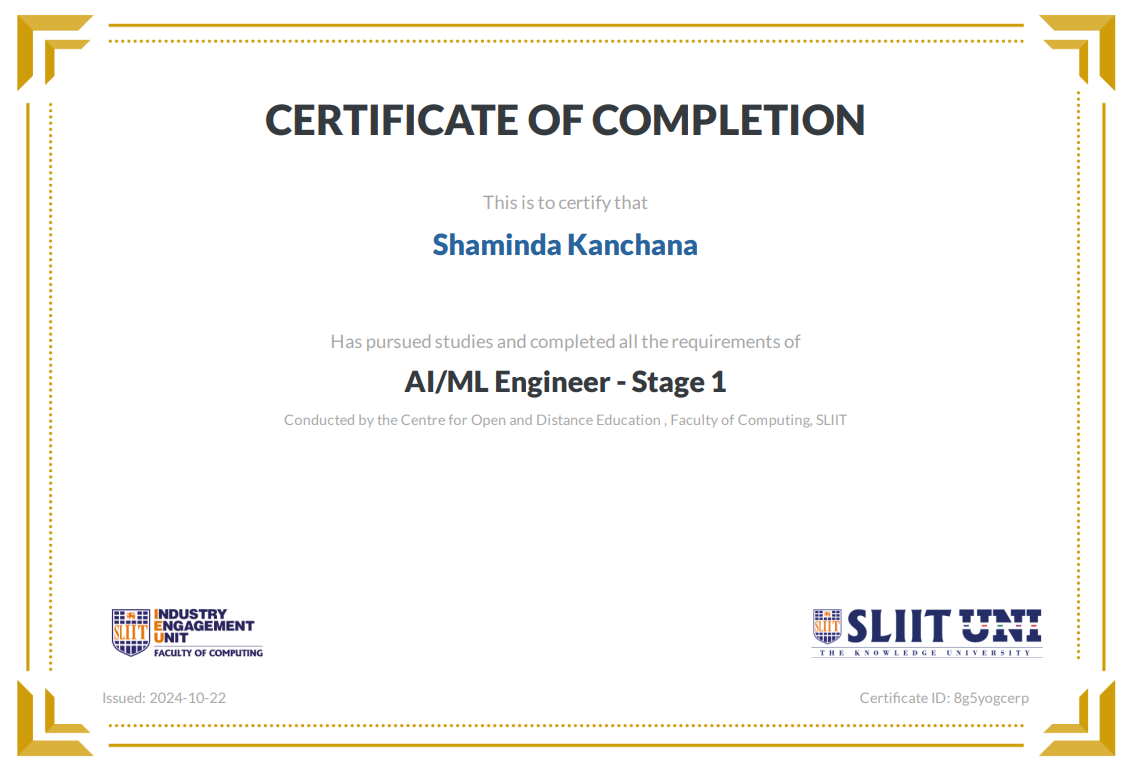 CERTIFICATE OF COMPLETION
This is to certify that
Shaminda Kanchana
Has pursued studies and completed all the requirements of
AI/ML Engineer - Stage 1
Conducted by the Centre for Open and Distance Education , Faculty of Computing, SLIIT
SLIIT
INDUSTRY
ENGAGEMENT
UNIT
FACULTY OF COMPUTING
SLIIT
SLIIT UNI
THE KNOWLEDGE UNIVERSITY
Issued: 2024-10-22
Certificate ID: 8g5yogcerp